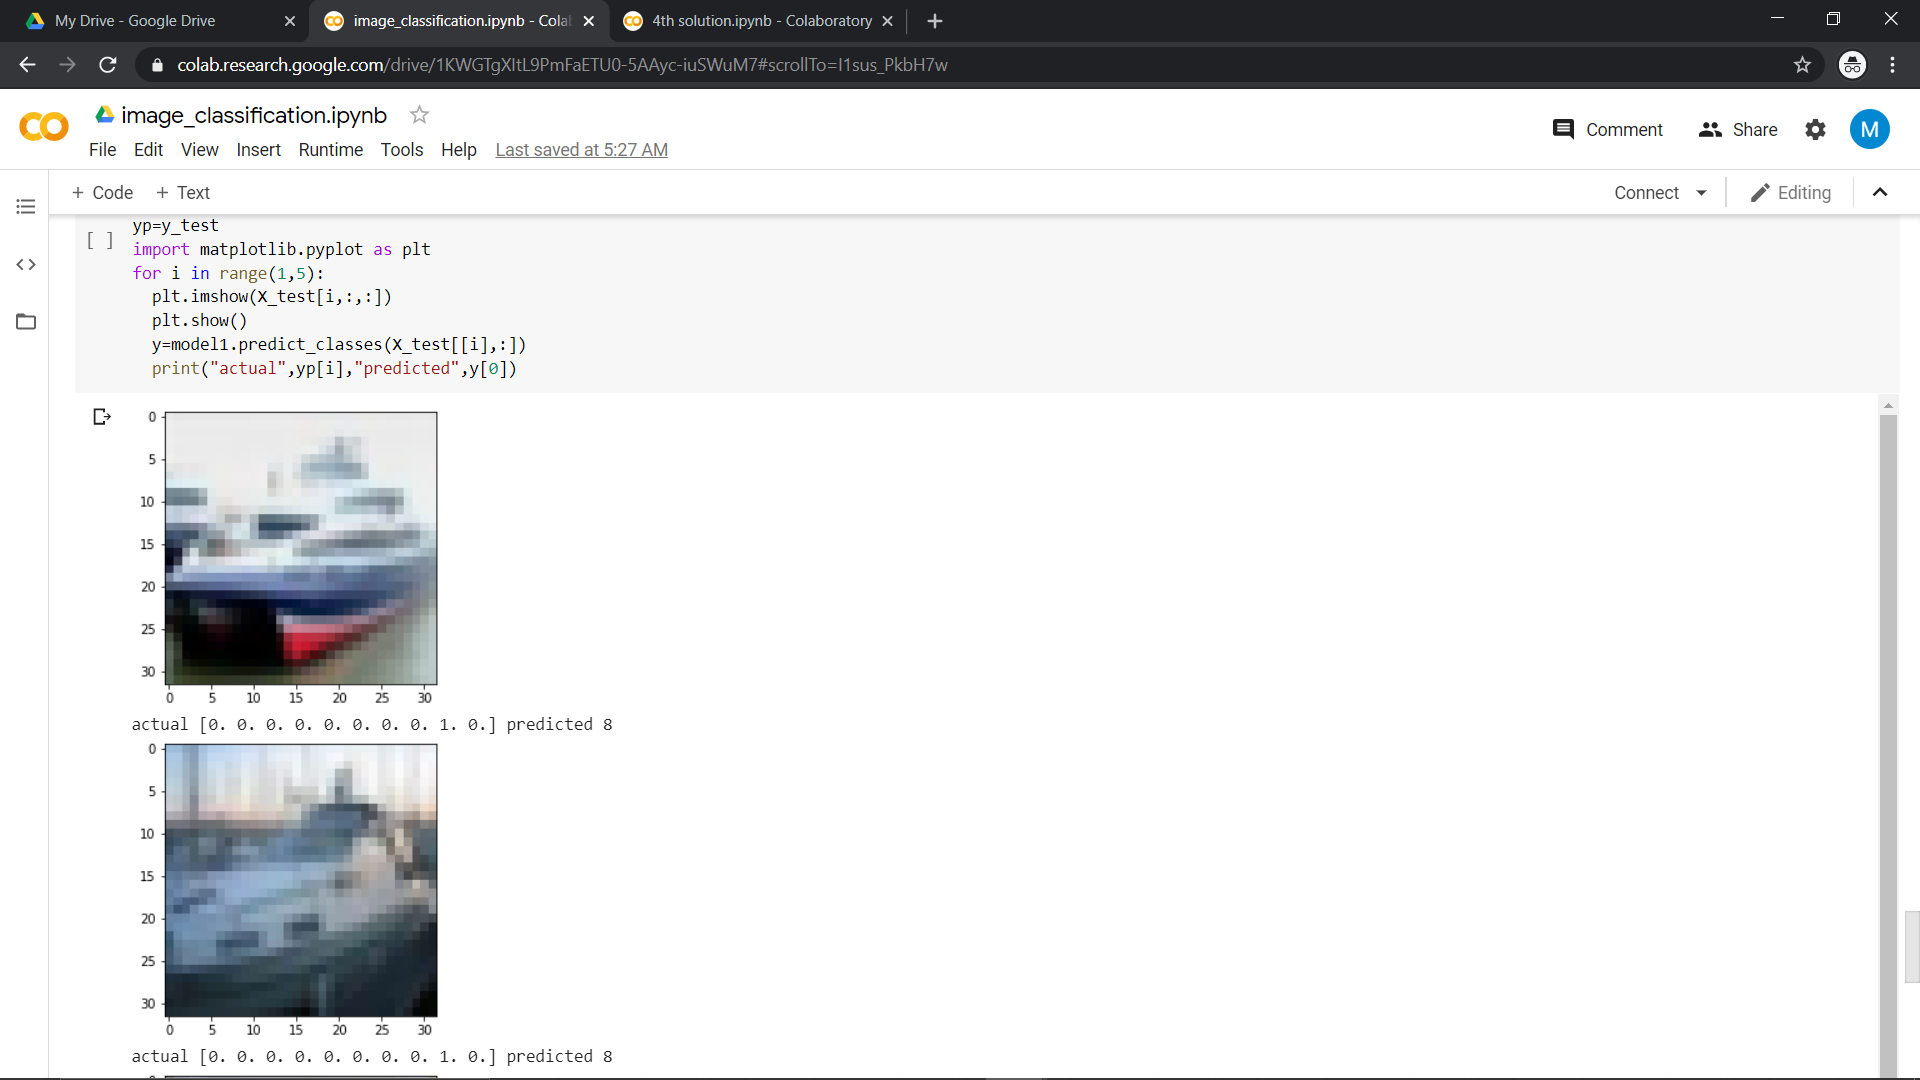 My Drive - Google Drive
image_classification.ipynb - Cola
4th solution.ipynb - Colaboratory
colab.research.google.com/drive/1KWGTgXItL9PmFaETU0-5AAyc-iuSWuM7#scrollTo=I1sus_PkbH7w
image_classification.ipynb
Comment
Share
M
File Edit View Insert Runtime Tools Help Last saved at 5:27 AM
+ Code + Text
Connect
Editing
[ ]
yp=y_test
import matplotlib.pyplot as plt
for i in range(1,5):
  plt.imshow(X_test[i,:,:])
  plt.show()
  y=model1.predict_classes(X_test[[i],:])
  print("actual",yp[i],"predicted",y[0])
0
5
10
15
20
25
30
0 5 10 15 20 25 30
actual [0. 0. 0. 0. 0. 0. 0. 0. 1. 0.] predicted 8
0
5
10
15
20
25
30
0 5 10 15 20 25 30
actual [0. 0. 0. 0. 0. 0. 0. 0. 1. 0.] predicted 8